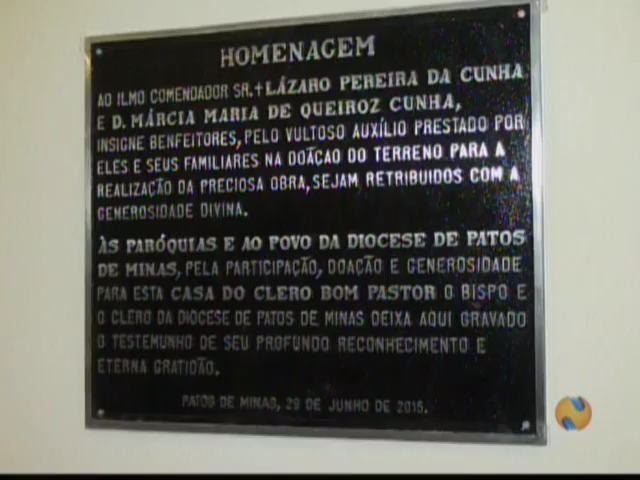 HOMENAGEM
AO ILMO COMENDADOR SR.✝LÁZARO PEREIRA DA CUNHA
E D. MÁRCIA MARIA DE QUEIROZ CUNHA,
INSIGNE BENFEITORES, PELO VULTOSO AUXÍLIO PRESTADO POR
ELES E SEUS FAMILIARES NA DOAÇÃO DO TERRENO PARA A
REALIZAÇÃO DA PRECIOSA OBRA, SEJAM RETRIBUIDOS COM A
GENEROSIDADE DIVINA.
ÀS PARÓQUIAS E AO POVO DA DIOCESE DE PATOS
DE MINAS, PELA PARTICIPAÇÃO, DOAÇÃO E GENEROSIDADE
PARA ESTA CASA DO CLERO BOM PASTOR O BISPO E
O CLERO DA DIOCESE DE PATOS DE MINAS DEIXA AQUI GRAVADO
O TESTEMUNHO DE SEU PROFUNDO RECONHECIMENTO E
ETERNA GRATIDÃO.
PATOS DE MINAS, 29 DE JUNHO DE 2015.